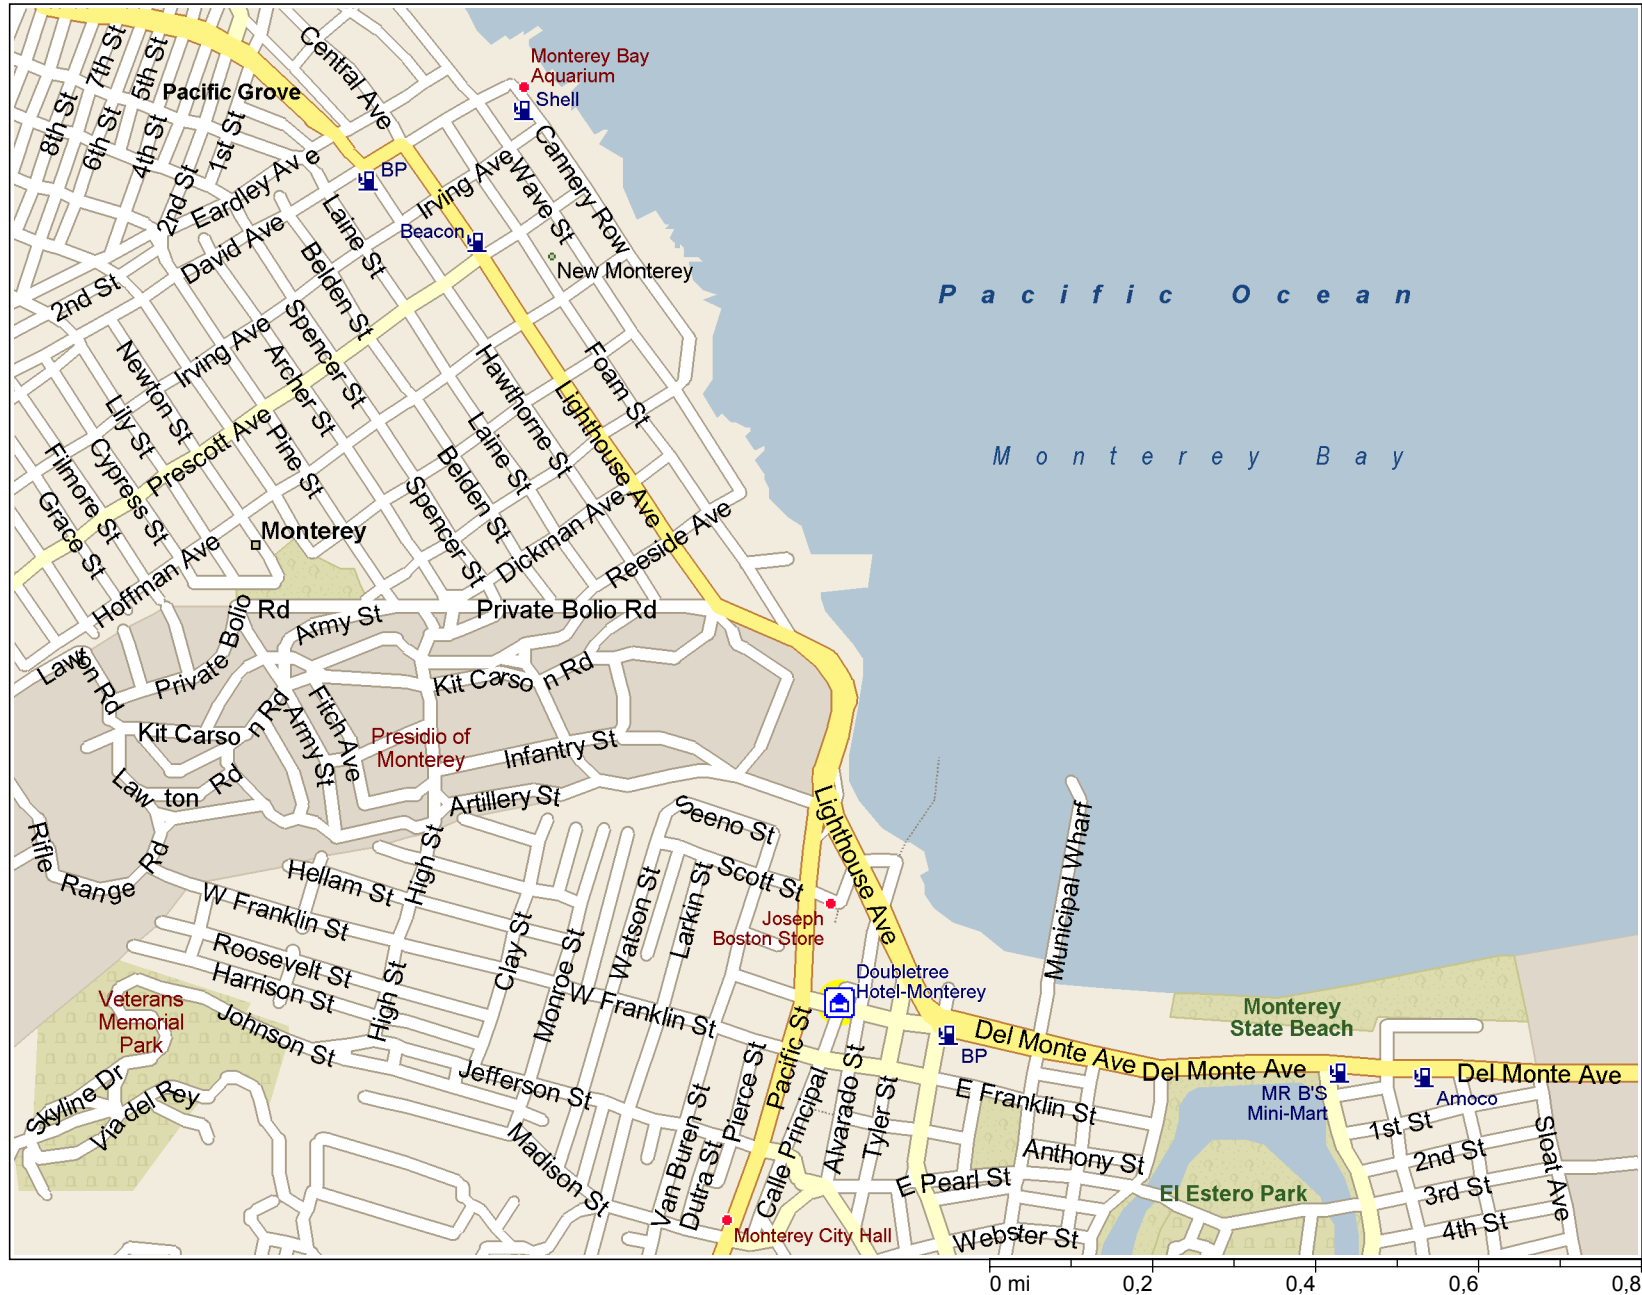 Monterey Bay
Aquarium
Shell
Central Ave
7th St
5th St
Pacific Grove
8th St
6th St
4th St
1st St
2nd St
Eardley Av e
BP
Irving Ave
Wave St
Cannery Row
Beacon
Laine St
David Ave
Belden St
New Monterey
2nd St
Pacific Ocean
Spencer St
Irving Ave
Archer St
Newton St
Lily St
Hawthorne St
Foam St
Lighthouse Ave
Monterey Bay
Prescott Ave
Pine St
Laine St
Belden St
Filmore St
Cypress St
Grace St
Spencer St
Dickman Ave
Reeside Ave
Monterey
Hoffman Ave
Private Bolio Rd
Private Bolio
Rd
Army St
Lawton Rd
Kit Carso n Rd
Kit Carso n Rd
Fitch Ave
Army St
Presidio of
Monterey
Infantry St
Law ton Rd
Artillery St
Lighthouse Ave
Seeno St
Rifle Range Rd
High St
Hellam St
Scott St
Municipal Wharf
W Franklin St
Watson St
Larkin St
Joseph
Boston Store
Clay St
Monroe St
Roosevelt St
Harrison St
High St
W Franklin St
Doubletree
Hotel-Monterey
Veterans
Memorial
Park
Johnson St
Monterey
State Beach
Pacific St
BP
Del Monte Ave
Del Monte Ave
Del Monte Ave
Jefferson St
Pierce St
Alvarado St
Tyler St
E Franklin St
MR B'S
Mini-Mart
Amoco
Skyline Dr
Via del Rey
Madison St
Van Buren St
Dutra St
Calle Principal
Anthony St
1st St
2nd St
Sloat Ave
E Pearl St
El Estero Park
3rd St
4th St
Monterey City Hall
Webster St
0 mi
0,2
0,4
0,6
0,8